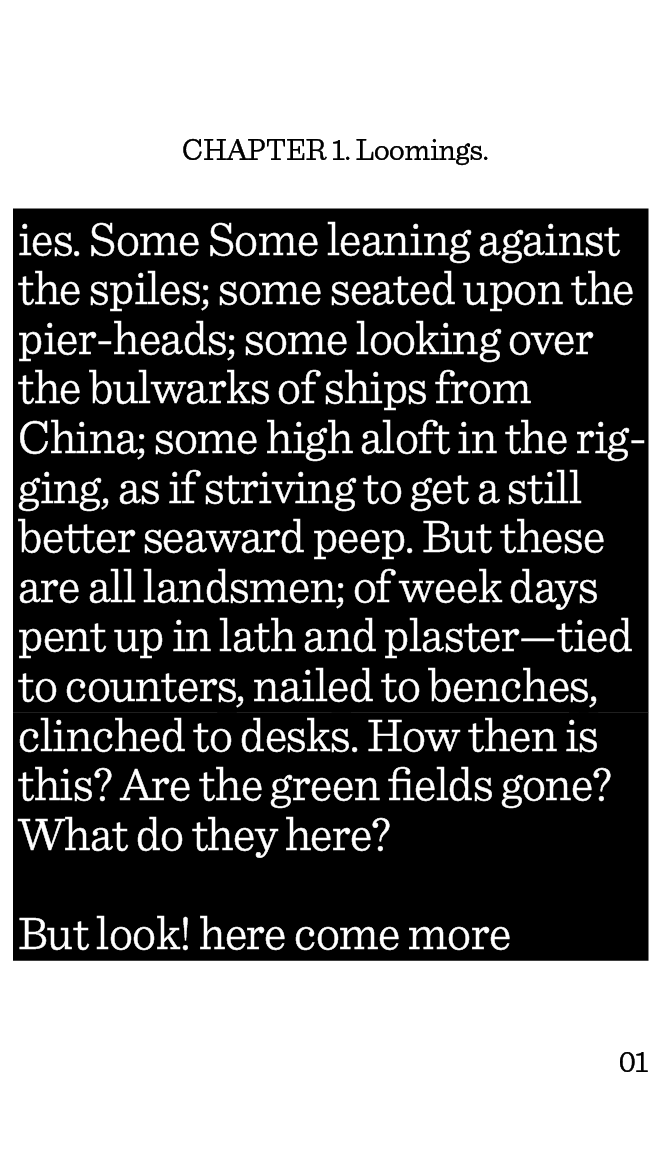 CHAPTER 1. Loomings.
ies. Some Some leaning against
the spiles; some seated upon the
pier-heads; some looking over
the bulwarks of ships from
China; some high aloft in the rig-
ging, as if striving to get a still
better seaward peep. But these
are all landsmen; of week days
pent up in lath and plaster—tied
to counters, nailed to benches,
clinched to desks. How then is
this? Are the green fields gone?
What do they here?
But look! here come more
01